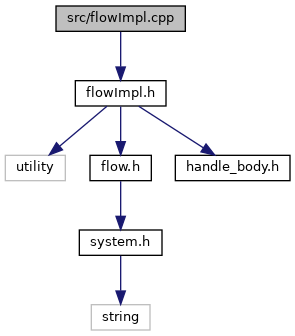 src/flowImpl.cpp
flowImpl.h
utility
flow.h
handle_body.h
system.h
string